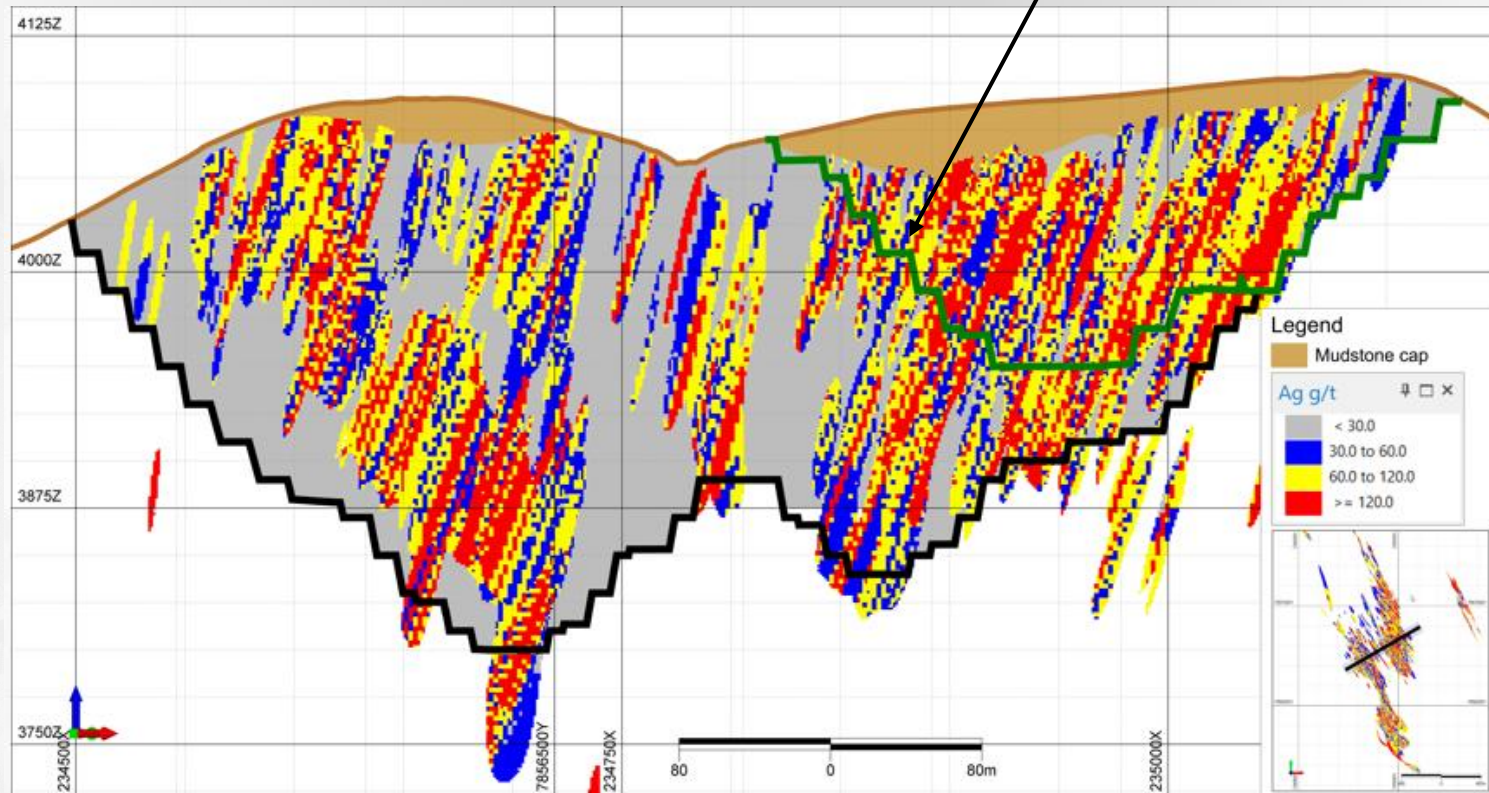 4125Z
4000Z
3875Z
3750Z
234500X
7856500Y
234750X
235000X
80 0 80m
Legend
Mudstone cap
Ag g/t
< 30.0
30.0 to 60.0
60.0 to 120.0
>= 120.0